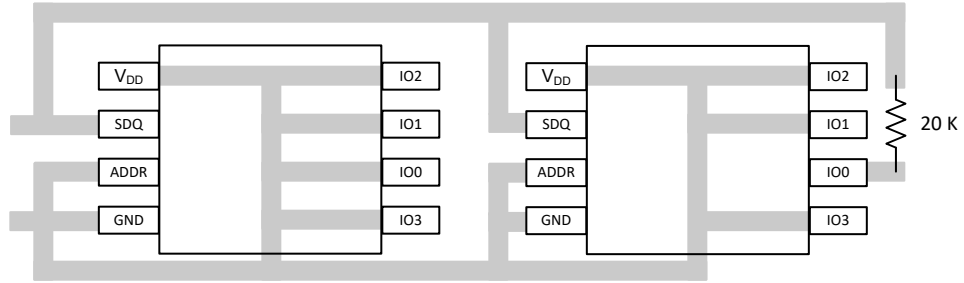 VDD IO2 VDD IO2
SDQ IO1 SDQ IO1 20 K
ADDR IO0 ADDR IO0
GND IO3 GND IO3